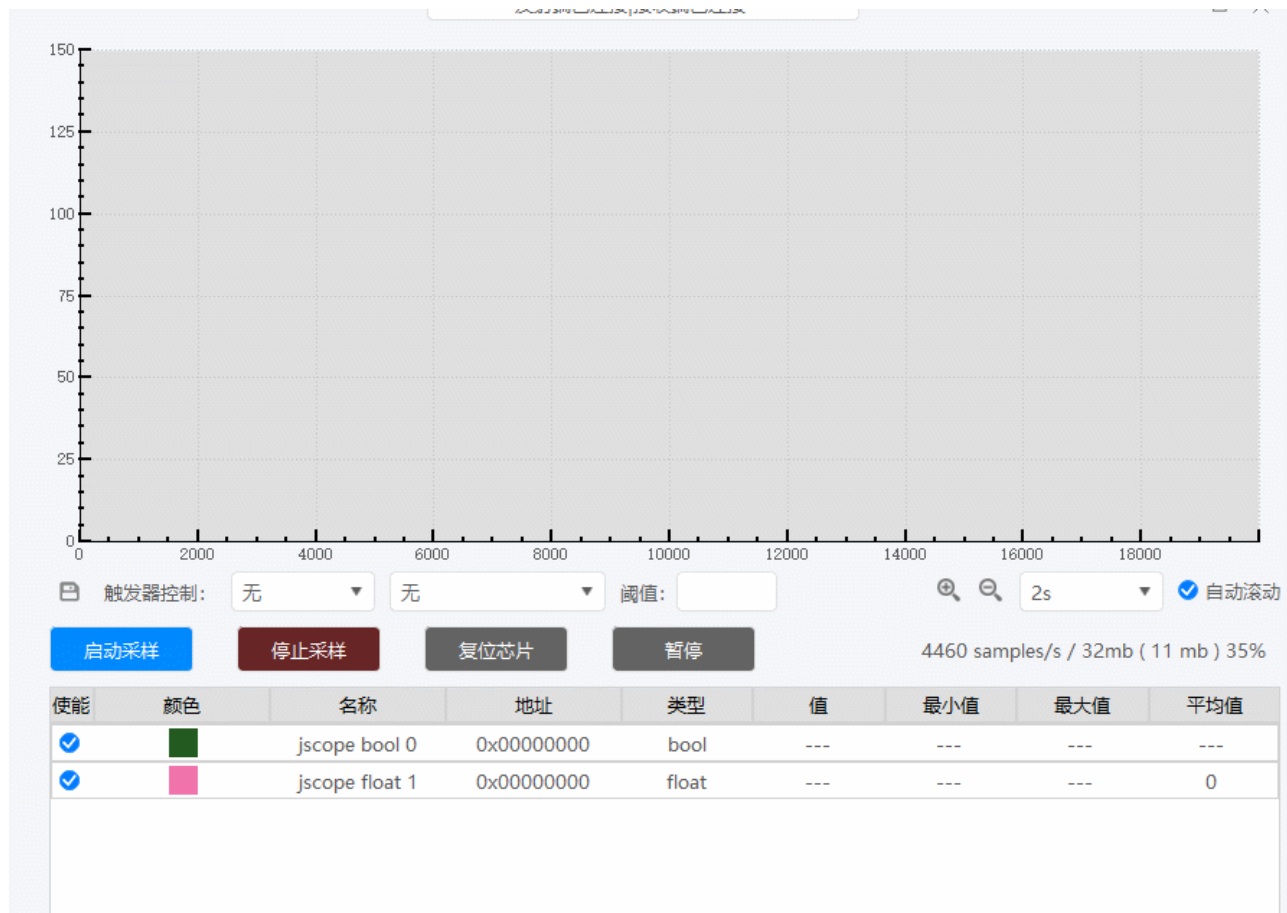 150
125
100
75
50
25
0
0 2000 4000 6000 8000 10000 12000 14000 16000 18000
触发器控制: 无 无 阈值: 2s 自动滚动
启动采样 停止采样 复位芯片 暂停 4460 samples/s / 32mb ( 11 mb ) 35%
使能 颜色 名称 地址 类型 值 最小值 最大值 平均值
jscope bool 0 0x00000000 bool --- --- --- ---
jscope float 1 0x00000000 float --- --- --- 0